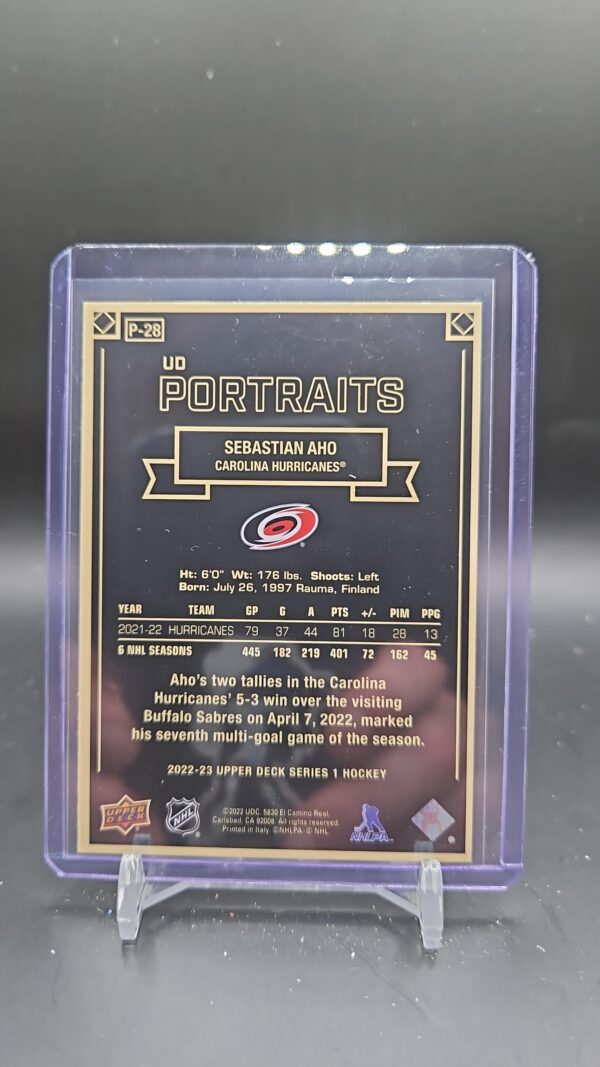 P-28
UD
PORTRAITS
SEBASTIAN AHO
CAROLINA HURRICANES®
Ht: 6'0" Wt: 176 lbs. Shoots: Left
Born: July 26, 1997 Rauma, Finland
YEAR TEAM GP G A PTS +/- PIM PPG
2021-22 HURRICANES 79 37 44 81 18 28 13
6 NHL SEASONS 445 182 219 401 72 162 45
Aho's two tallies in the Carolina
Hurricanes' 5-3 win over the visiting
Buffalo Sabres on April 7, 2022, marked
his seventh multi-goal game of the season.
2022-23 UPPER DECK SERIES 1 HOCKEY
UPPER
DECK
NHL
©2022 UDC. 5830 El Camino Real,
Carlsbad, CA 92008. All rights reserved.
Printed in Italy. ©NHLPA © NHL
NHLPA